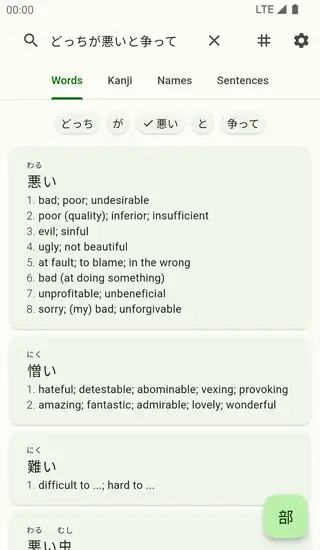 00:00 LTE
どっちが悪いと争って
Words Kanji Names Sentences
どっち が 悪い と 争って
わる
悪い
1. bad; poor; undesirable
2. poor (quality); inferior; insufficient
3. evil; sinful
4. ugly; not beautiful
5. at fault; to blame; in the wrong
6. bad (at doing something)
7. unprofitable; unbeneficial
8. sorry; (my) bad; unforgivable
にく
憎い
1. hateful; detestable; abominable; vexing; provoking
2. amazing; fantastic; admirable; lovely; wonderful
にく
難い
1. difficult to ...; hard to ...
部
わる むし
悪い虫